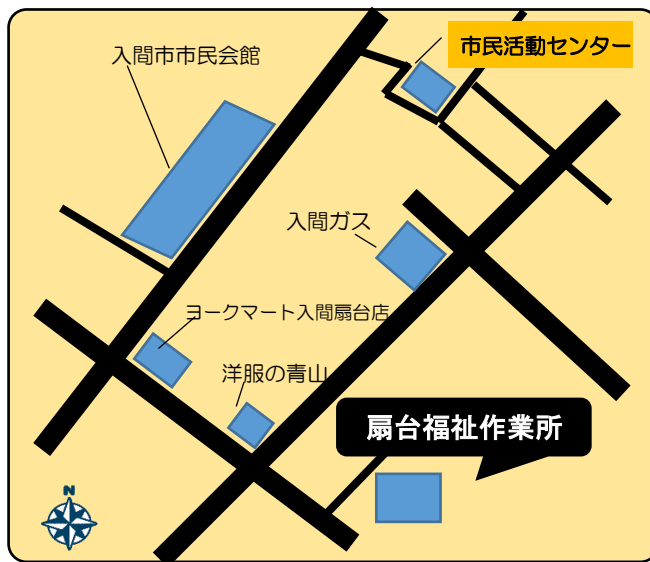 市民活動センター
入間市市民会館
入間ガス
ヨークマート入間扇台店
洋服の青山
扇台福祉作業所
N